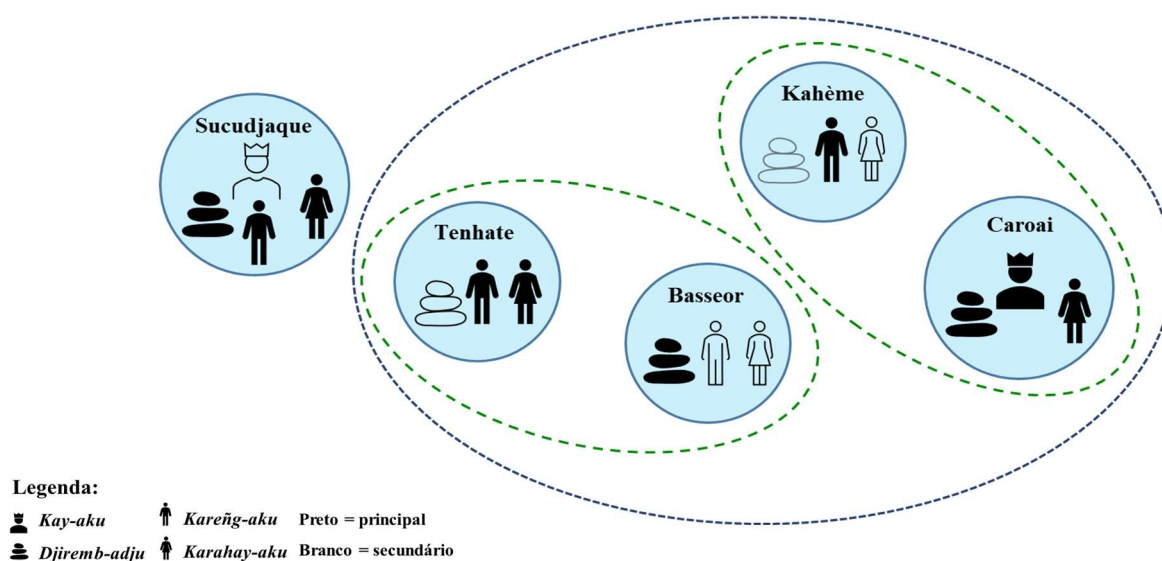 Kahème
Sucudjaque
Caroai
Tenhate
Basseor
Legenda:
Kay-aku Kareñg-aku Preto = principal
Djiremb-adju Karahay-aku Branco = secundário